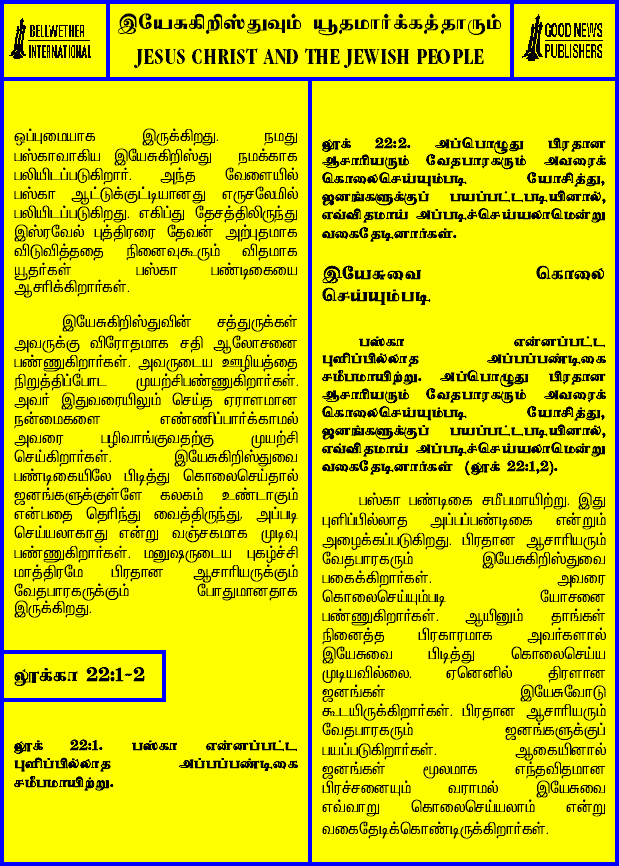 BELLWETHER
INTERNATIONAL
இயேசுகிறிஸ்துவும் யூதமார்க்கத்தாரும்
JESUS CHRIST AND THE JEWISH PEOPLE
GOOD NEWS
PUBLISHERS
ஒப்புமையாக இருக்கிறது. நமது
பஸ்காவாகிய இயேசுகிறிஸ்து நமக்காக
பலியிடப்படுகிறார். அந்த வேளையில்
பஸ்கா ஆட்டுக்குட்டியானது எருசலேமில்
பலியிடப்படுகிறது. எகிப்து தேசத்திலிருந்து
இஸ்ரவேல் புத்திரரை தேவன் அற்புதமாக
விடுவித்ததை நினைவுகூரும் விதமாக
யூதர்கள் பஸ்கா பண்டிகையை
ஆசரிக்கிறார்கள்.
இயேசுகிறிஸ்துவின் சத்துருக்கள்
அவருக்கு விரோதமாக சதி ஆலோசனை
பண்ணுகிறார்கள். அவருடைய ஊழியத்தை
நிறுத்திப்போட முயற்சிபண்ணுகிறார்கள்.
அவர் இதுவரையிலும் செய்த ஏராளமான
நன்மைகளை எண்ணிப்பார்க்காமல்
அவரை பழிவாங்குவதற்கு முயற்சி
செய்கிறார்கள். இயேசுகிறிஸ்துவை
பண்டிகையிலே பிடித்து கொலைசெய்தால்
ஜனங்களுக்குள்ளே கலகம் உண்டாகும்
என்பதை தெரிந்து வைத்திருந்து, அப்படி
செய்யலாகாது என்று வஞ்சகமாக முடிவு
பண்ணுகிறார்கள். மனுஷருடைய புகழ்ச்சி
மாத்திரமே பிரதான ஆசாரியருக்கும்
வேதபாரகருக்கும் போதுமானதாக
இருக்கிறது.
லூக்கா 22:1-2
லூக் 22:1. பஸ்கா என்னப்பட்ட
புளிப்பில்லாத அப்பப்பண்டிகை
சமீபமாயிற்று.
லூக் 22:2. அப்பொழுது பிரதான
ஆசாரியரும் வேதபாரகரும் அவரைக்
கொலைசெய்யும்படி யோசித்து,
ஜனங்களுக்குப் பயப்பட்டபடியினால்,
எவ்விதமாய் அப்படிச்செய்யலாமென்று
வகைதேடினார்கள்.
இயேசுவை கொலை
செய்யும்படி
பஸ்கா என்னப்பட்ட
புளிப்பில்லாத அப்பப்பண்டிகை
சமீபமாயிற்று. அப்பொழுது பிரதான
ஆசாரியரும் வேதபாரகரும் அவரைக்
கொலைசெய்யும்படி யோசித்து,
ஜனங்களுக்குப் பயப்பட்டபடியினால்,
எவ்விதமாய் அப்படிச்செய்யலாமென்று
வகைதேடினார்கள் (லூக் 22:1,2).
பஸ்கா பண்டிகை சமீபமாயிற்று. இது
புளிப்பில்லாத அப்பப்பண்டிகை என்றும்
அழைக்கப்படுகிறது. பிரதான ஆசாரியரும்
வேதபாரகரும் இயேசுகிறிஸ்துவை
பகைக்கிறார்கள். அவரை
கொலைசெய்யும்படி யோசனை
பண்ணுகிறார்கள். ஆயினும் தாங்கள்
நினைத்த பிரகாரமாக அவர்களால்
இயேசுவை பிடித்து கொலைசெய்ய
முடியவில்லை. ஏனெனில் திரளான
ஜனங்கள் இயேசுவோடு
கூடயிருக்கிறார்கள். பிரதான ஆசாரியரும்
வேதபாரகரும் ஜனங்களுக்குப்
பயப்படுகிறார்கள். ஆகையினால்
ஜனங்கள் மூலமாக எந்தவிதமான
பிரச்சனையும் வராமல் இயேசுவை
எவ்வாறு கொலைசெய்யலாம் என்று
வகைதேடிக்கொண்டிருக்கிறார்கள்.